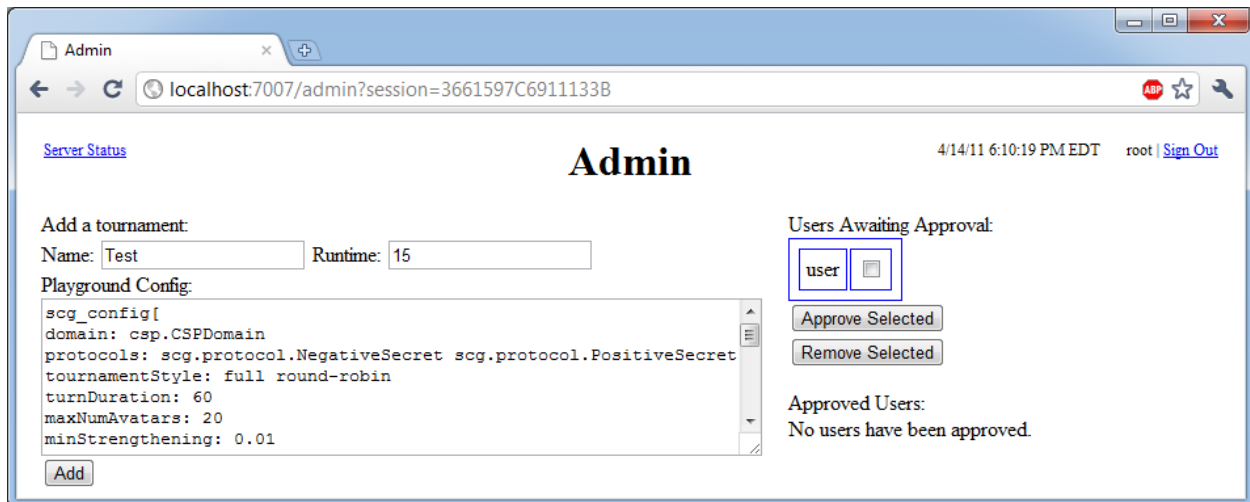 Admin
localhost:7007/admin?session=3661597C6911133B
ABP
Server Status
Admin
4/14/11 6:10:19 PM EDT root | Sign Out
Add a tournament:
Name: Test Runtime: 15
Playground Config:
scg_config[
domain: csp.CSPDomain
protocols: scg.protocol.NegativeSecret scg.protocol.PositiveSecret
tournamentStyle: full round-robin
turnDuration: 60
maxNumAvatars: 20
minStrengthening: 0.01
Add
Users Awaiting Approval:
user
Approve Selected
Remove Selected
Approved Users:
No users have been approved.